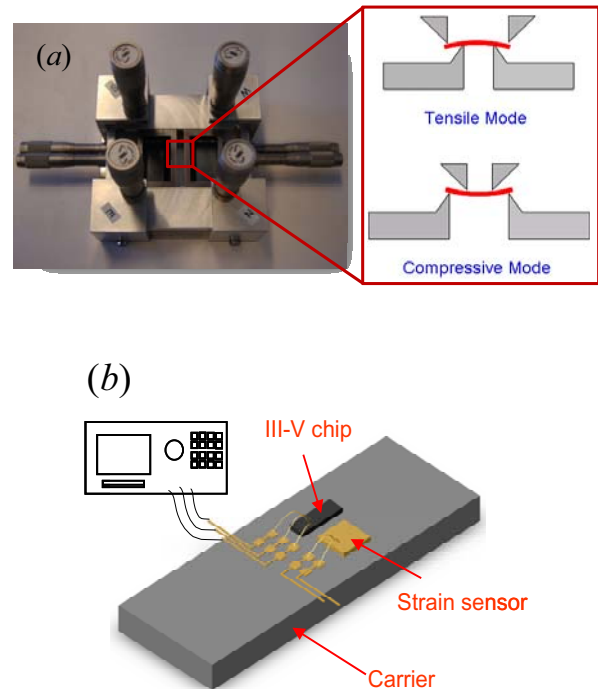 (a)
Tensile Mode
Compressive Mode
(b)
III-V chip
Strain sensor
Carrier